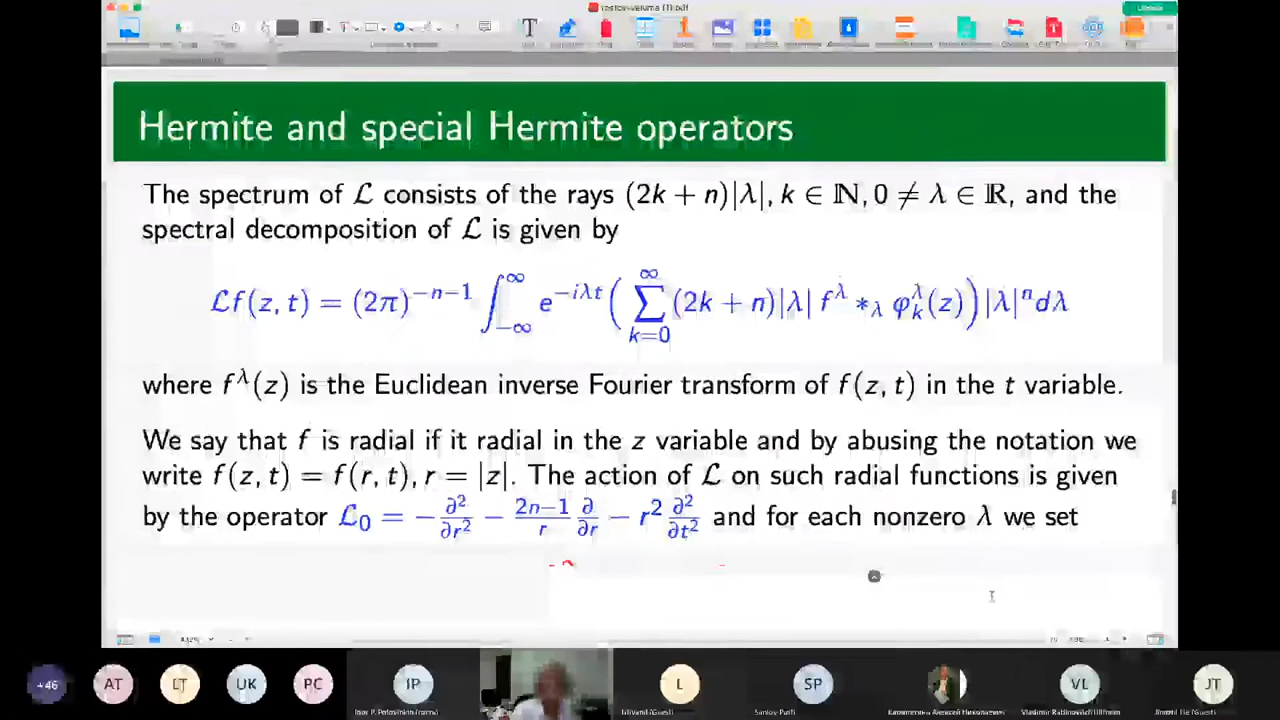 Hermite and special Hermite operators
The spectrum of ℒ consists of the rays (2k + n)|λ|, k ∈ ℕ, 0 ≠ λ ∈ ℝ, and the
spectral decomposition of ℒ is given by
ℒf(z, t) = (2π)^{−n−1} ∫_{−∞}^{∞} e^{−iλt} ( ∑_{k=0}^{∞} (2k + n)|λ| f^λ ∗_λ φ_k^λ(z) ) |λ|^n dλ
where f^λ(z) is the Euclidean inverse Fourier transform of f(z, t) in the t variable.
We say that f is radial if it radial in the z variable and by abusing the notation we
write f(z, t) = f(r, t), r = |z|. The action of ℒ on such radial functions is given
by the operator ℒ_0 = −∂²/∂r² − (2n−1)/r ∂/∂r − r² ∂²/∂t² and for each nonzero λ we set
+46 AT LT UK PC IP L SP VL JT